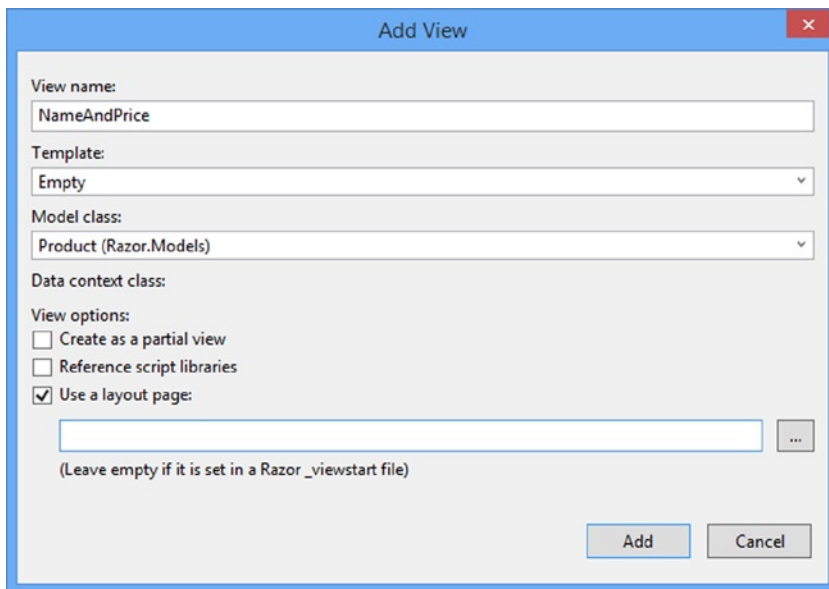 Add View
View name:
NameAndPrice
Template:
Empty
Model class:
Product (Razor.Models)
Data context class:
View options:
Create as a partial view
Reference script libraries
Use a layout page:
...
(Leave empty if it is set in a Razor _viewstart file)
Add Cancel